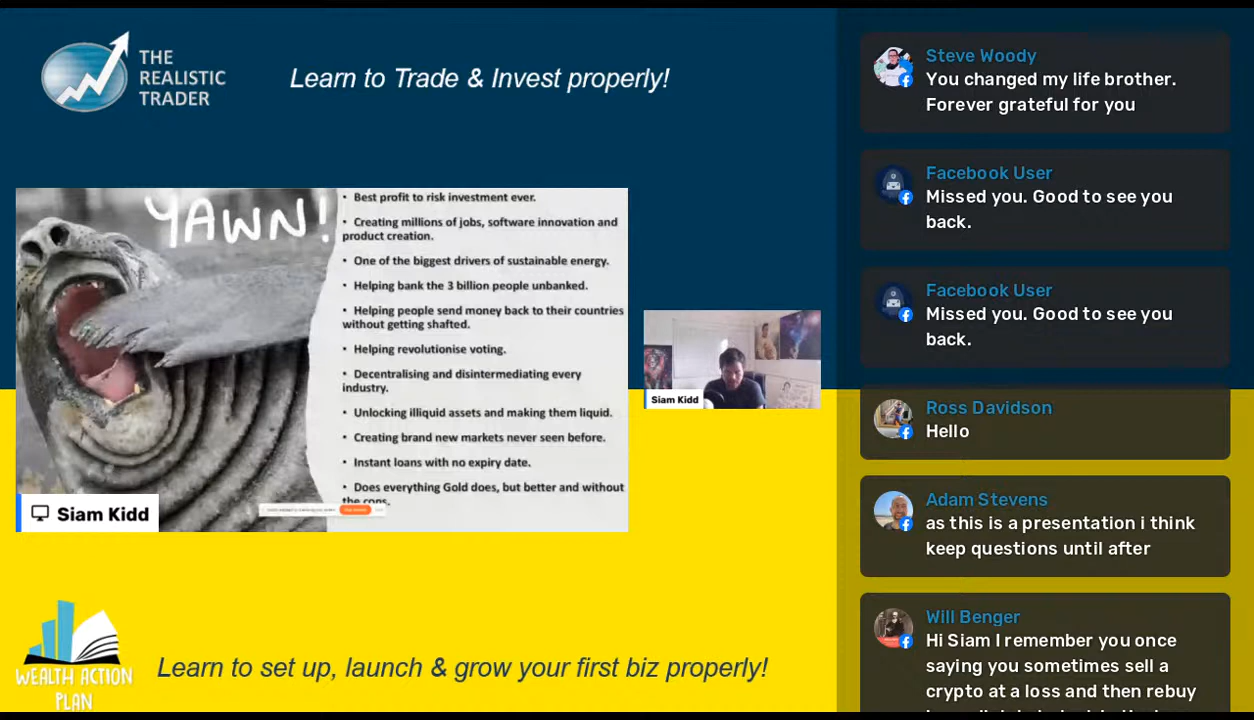 THE
REALISTIC
TRADER
Learn to Trade & Invest properly!
YAWN!
• Best profit to risk investment ever.
• Creating millions of jobs, software innovation and
product creation.
• One of the biggest drivers of sustainable energy.
• Helping bank the 3 billion people unbanked.
• Helping people send money back to their countries
without getting shafted.
• Helping revolutionise voting.
• Decentralising and disintermediating every
industry.
• Unlocking illiquid assets and making them liquid.
• Creating brand new markets never seen before.
• Instant loans with no expiry date.
• Does everything Gold does, but better and without
the cons.
Siam Kidd
Siam Kidd
WEALTH ACTION
PLAN
Learn to set up, launch & grow your first biz properly!
Steve Woody
You changed my life brother.
Forever grateful for you
Facebook User
Missed you. Good to see you
back.
Facebook User
Missed you. Good to see you
back.
Ross Davidson
Hello
Adam Stevens
as this is a presentation i think
keep questions until after
Will Benger
Hi Siam I remember you once
saying you sometimes sell a
crypto at a loss and then rebuy